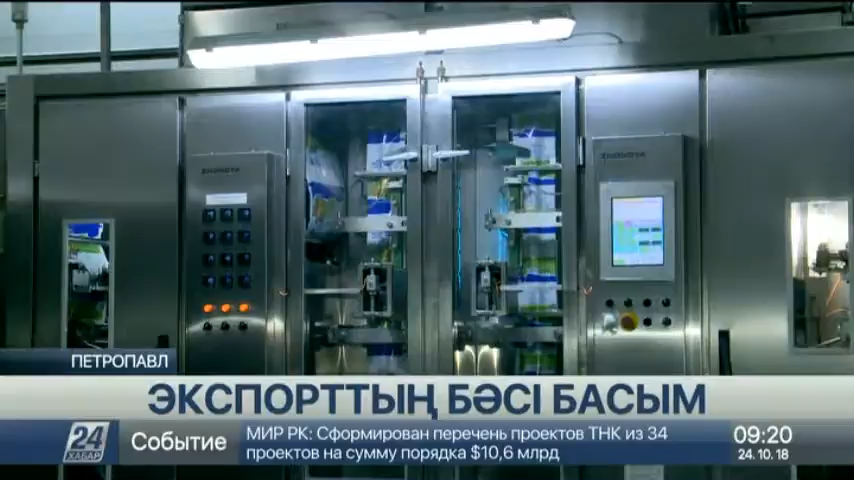 ПЕТРОПАВЛ
ЭКСПОРТТЫҢ БӘСІ БАСЫМ
24
ХАБАР
Событие
МИР РК: Сформирован перечень проектов ТНК из 34
проектов на сумму порядка $10,6 млрд
09:20
24.10.18